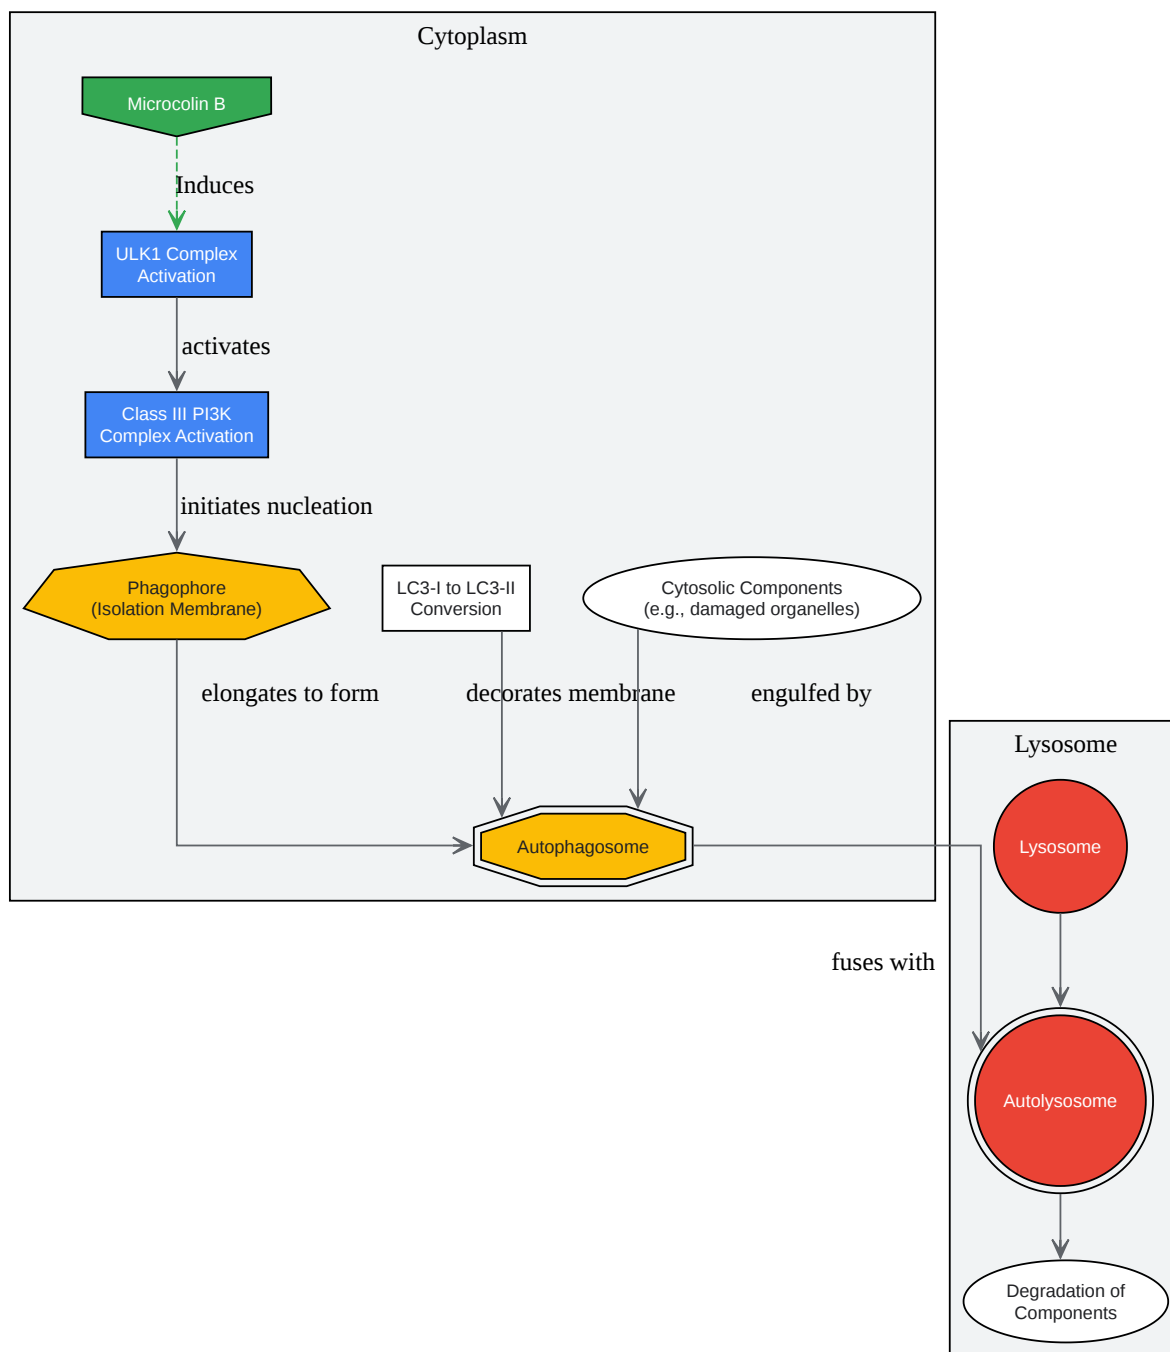 Cytoplasm
Microcolin B
Induces
ULK1 Complex
Activation
activates
Class III PI3K
Complex Activation
initiates nucleation
Phagophore
(Isolation Membrane)
LC3-I to LC3-II
Conversion
Cytosolic Components
(e.g., damaged organelles)
elongates to form
decorates membrane
engulfed by
Autophagosome
Lysosome
Lysosome
fuses with
Autolysosome
Degradation of
Components